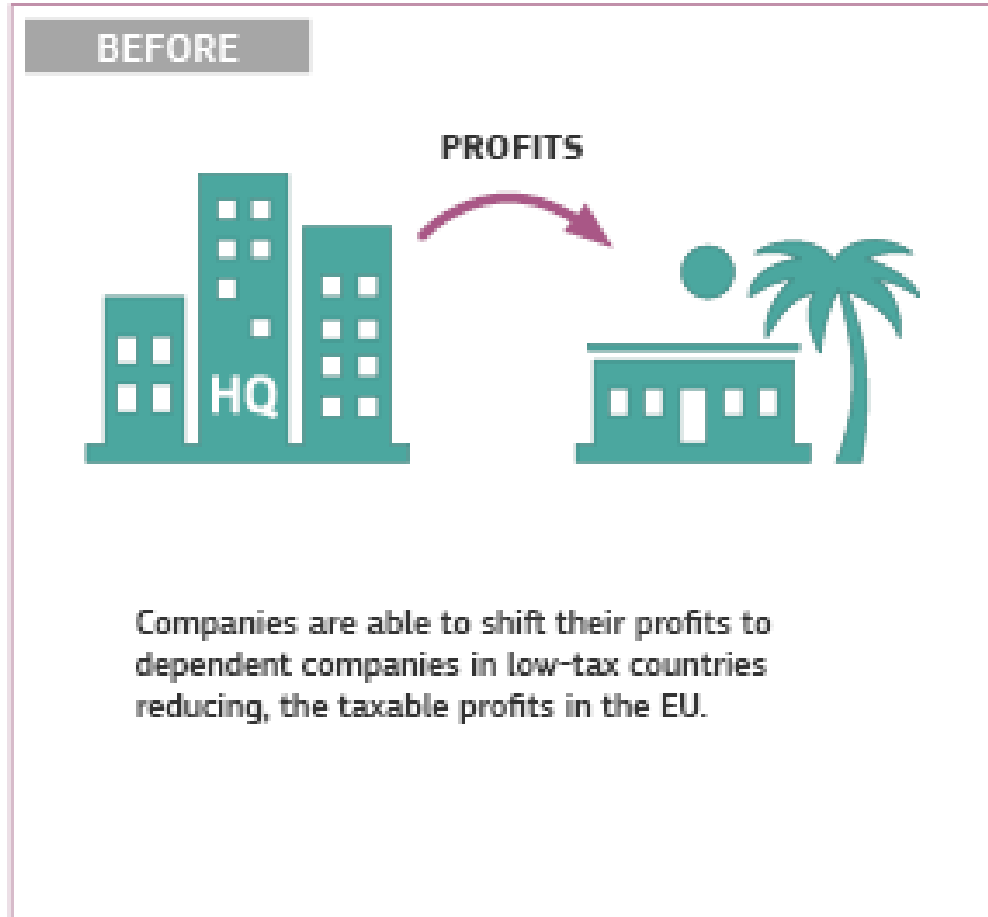 BEFORE
PROFITS
HQ
Companies are able to shift their profits to
dependent companies in low-tax countries
reducing, the taxable profits in the EU.